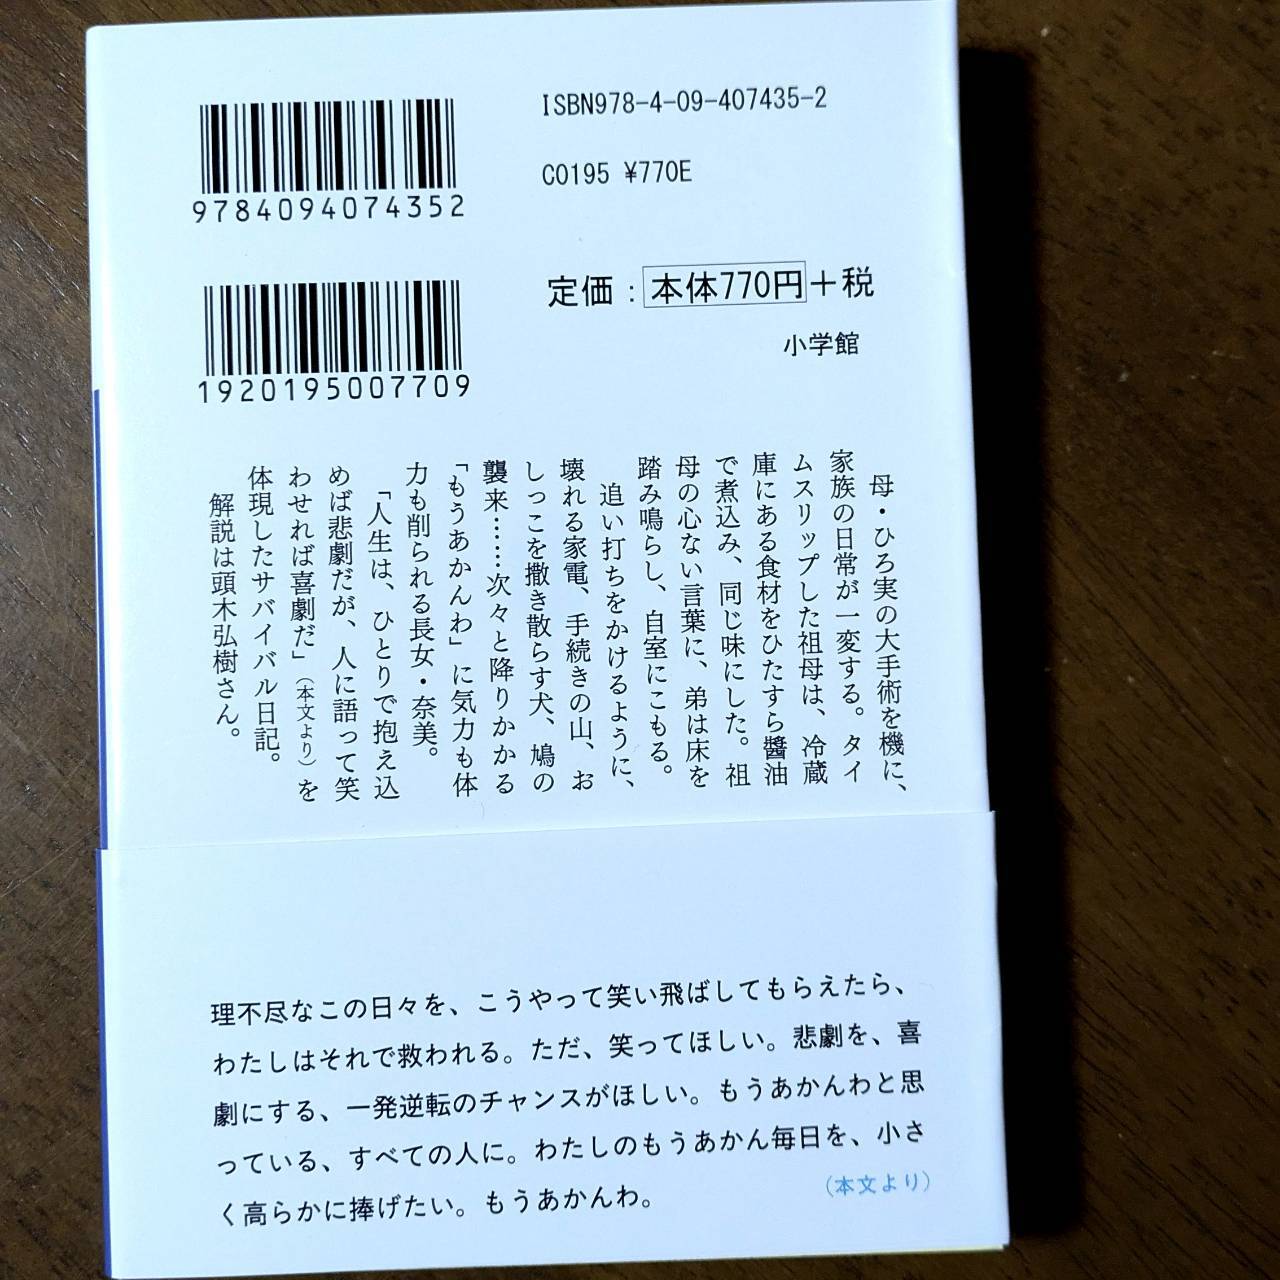 ISBN978-4-09-407435-2
C0195 ¥770E
9784094074352
定価：本体770円+税
小学館
1920195007709
母・ひろ実の大手術を機に、
家族の日常が一変する。タイ
ムスリップした祖母は、冷蔵
庫にある食材をひたすら醬油
で煮込み、同じ味にした。祖
母の心ない言葉に、弟は床を
踏み鳴らし、自室にこもる。
追い打ちをかけるように、
壊れる家電、手続きの山、お
しっこを撒き散らす犬、鳩の
襲来……次々と降りかかる
「もうあかんわ」に気力も体
力も削られる長女・奈美。
「人生は、ひとりで抱え込
めば悲劇だが、人に語って笑
わせれば喜劇だ」（本文より）を
体現したサバイバル日記。
解説は頭木弘樹さん。
理不尽なこの日々を、こうやって笑い飛ばしてもらえたら、
わたしはそれで救われる。ただ、笑ってほしい。悲劇を、喜
劇にする、一発逆転のチャンスがほしい。もうあかんわと思
っている、すべての人に。わたしのもうあかん毎日を、小さ
く高らかに捧げたい。もうあかんわ。
（本文より）